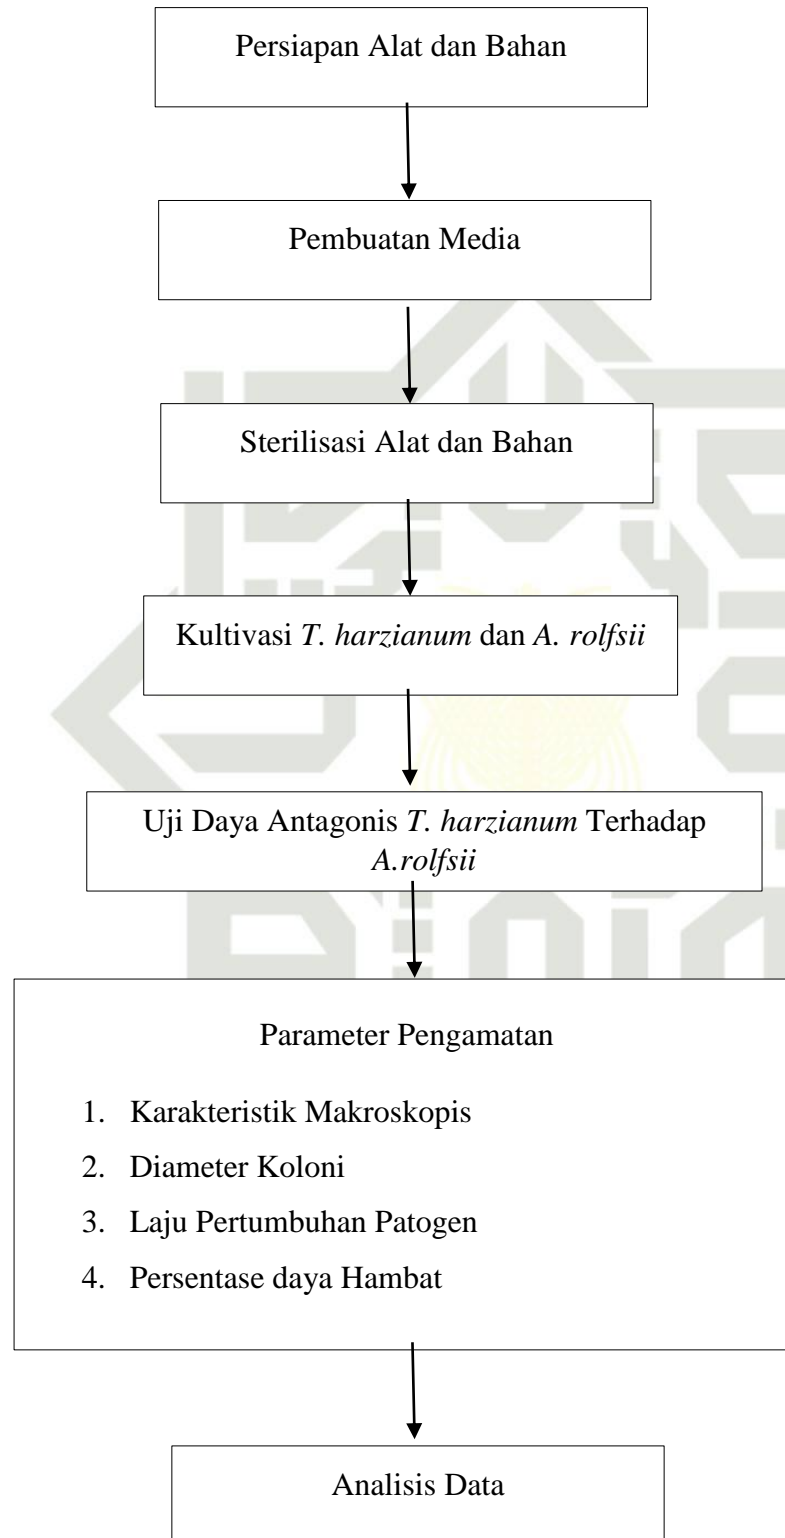 Persiapan Alat dan Bahan
Pembuatan Media
Sterilisasi Alat dan Bahan
Kultivasi T. harzianum dan A. rolfsii
Uji Daya Antagonis T. harzianum Terhadap
A.rolfsii
Parameter Pengamatan
1. Karakteristik Makroskopis
2. Diameter Koloni
3. Laju Pertumbuhan Patogen
4. Persentase daya Hambat
Analisis Data